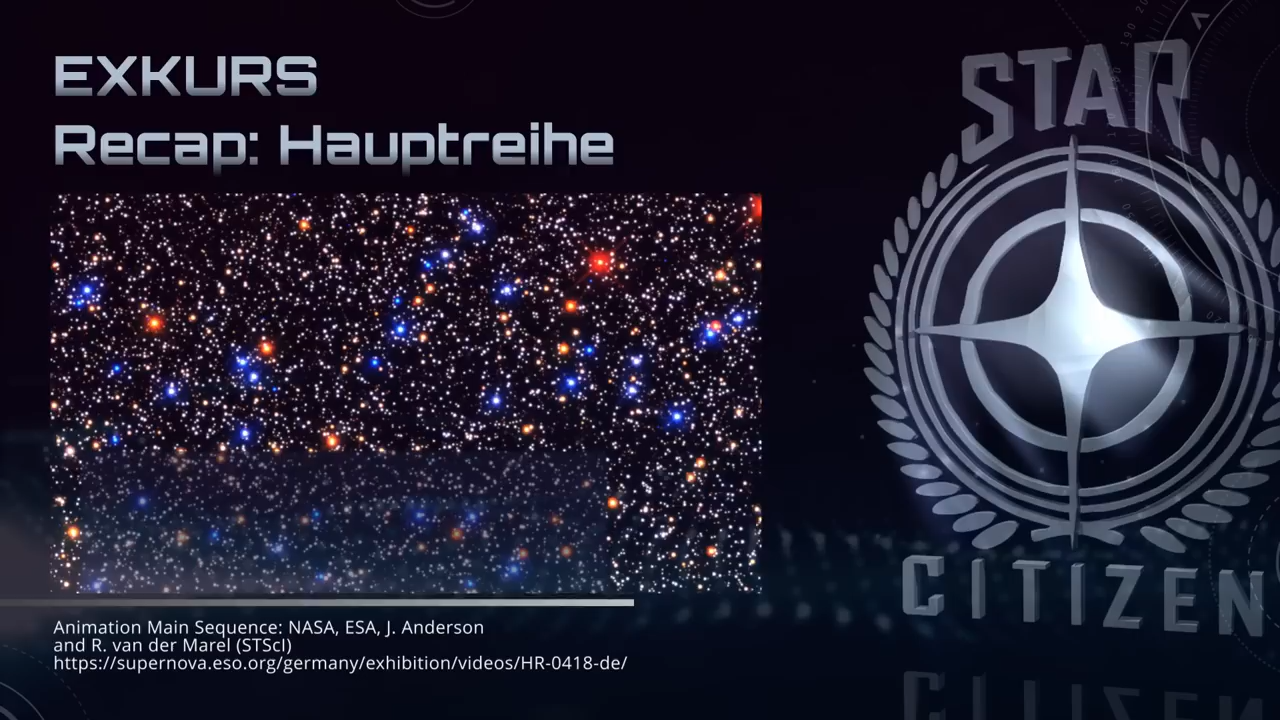 EXKURS
Recap: Hauptreihe
STAR
CITIZEN
Animation Main Sequence: NASA, ESA, J. Anderson
and R. van der Marel (STScI)
https://supernova.eso.org/germany/exhibition/videos/HR-0418-de/